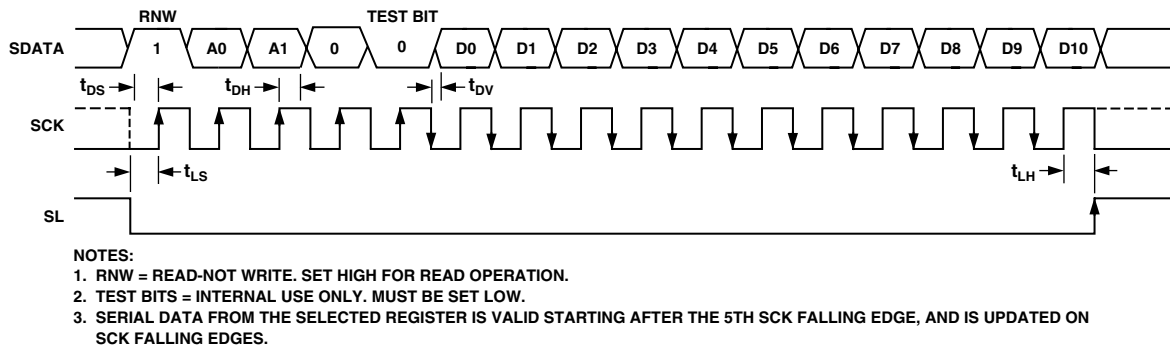 RNW TEST BIT
SDATA 1 A0 A1 0 0 D0 D1 D2 D3 D4 D5 D6 D7 D8 D9 D10
tDS tDH tDV
SCK
tLS tLH
SL
NOTES:
1. RNW = READ-NOT WRITE. SET HIGH FOR READ OPERATION.
2. TEST BITS = INTERNAL USE ONLY. MUST BE SET LOW.
3. SERIAL DATA FROM THE SELECTED REGISTER IS VALID STARTING AFTER THE 5TH SCK FALLING EDGE, AND IS UPDATED ON
SCK FALLING EDGES.